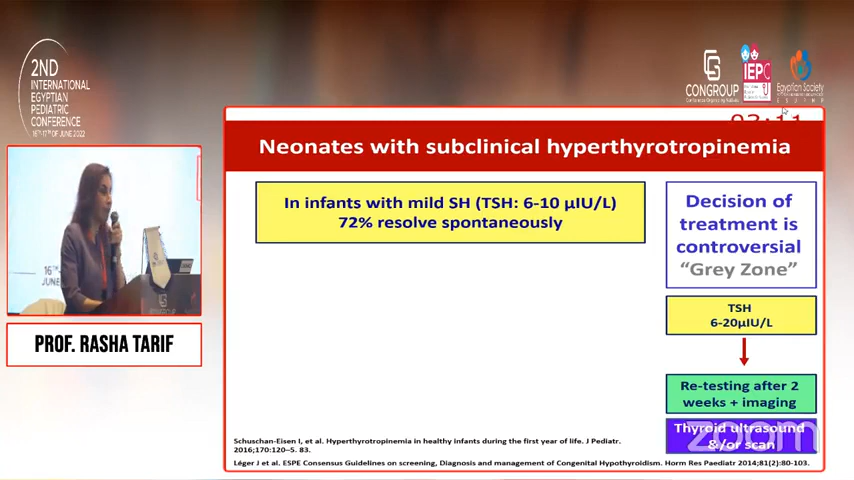 2ND
INTERNATIONAL
EGYPTIAN
PEDIATRIC
CONFERENCE
16TH-17TH OF JUNE 2022
CONGROUP
IEPC
Egyptian Society
03:11
Neonates with subclinical hyperthyrotropinemia
In infants with mild SH (TSH: 6-10 µIU/L)
72% resolve spontaneously
Decision of
treatment is
controversial
“Grey Zone”
TSH
6-20µIU/L
Re-testing after 2
weeks + imaging
Thyroid ultrasound
&/or scan
zoom
16
JUNE
PROF. RASHA TARIF
Schuschan-Eisen I, et al. Hyperthyrotropinemia in healthy infants during the first year of life. J Pediatr.
2016;170:120–5. 83.
Léger J et al. ESPE Consensus Guidelines on screening, Diagnosis and management of Congenital Hypothyroidism. Horm Res Paediatr 2014;81(2):80-103.